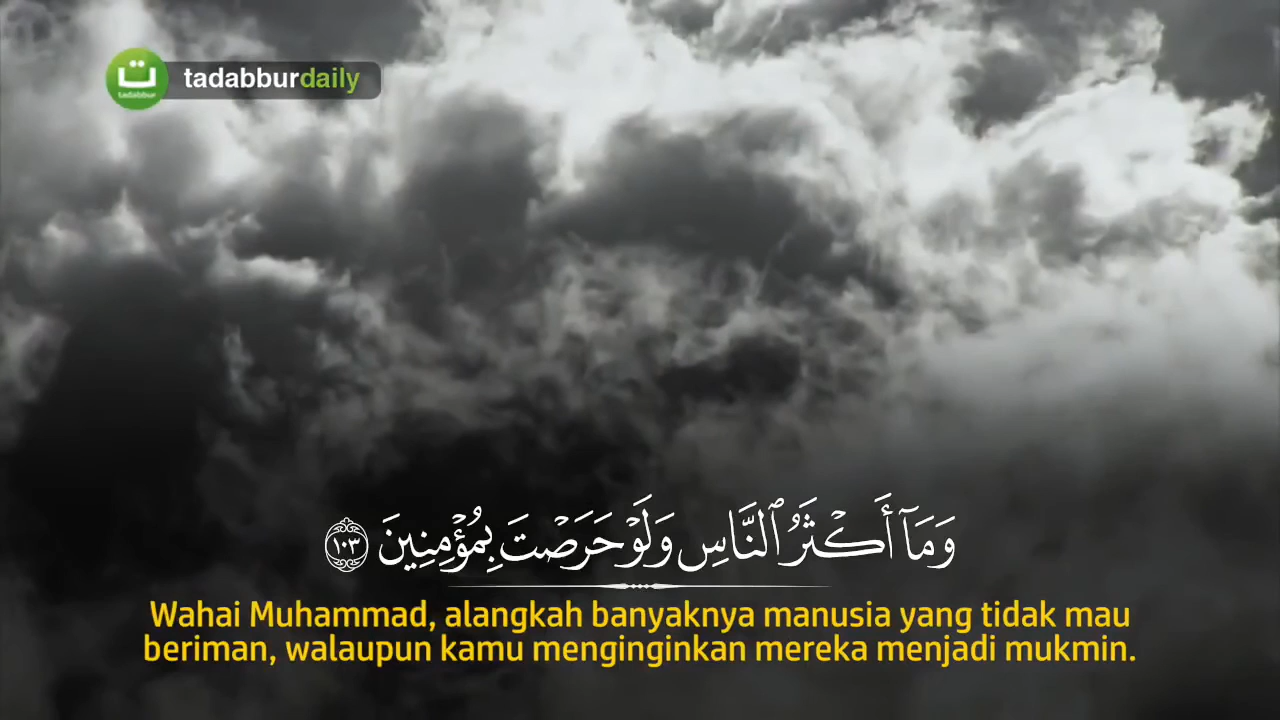 ت
tadabbur
tadabburdaily
وَمَآ أَكْثَرُ ٱلنَّاسِ وَلَوْ حَرَصْتَ بِمُؤْمِنِينَ ١٠٣
Wahai Muhammad, alangkah banyaknya manusia yang tidak mau
beriman, walaupun kamu menginginkan mereka menjadi mukmin.